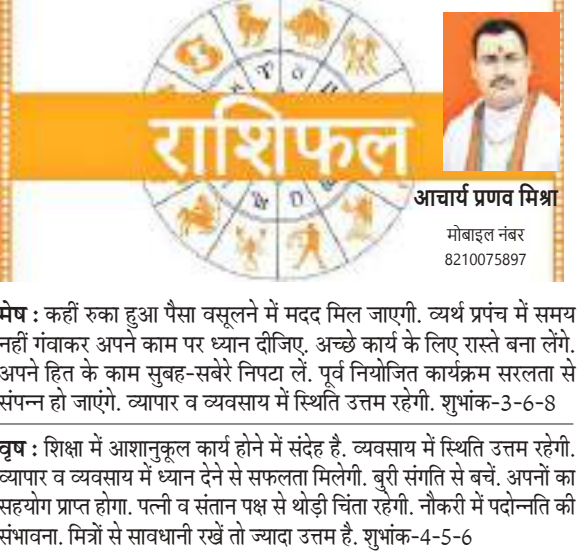 राशिफल
आचार्य प्रणव मिश्रा
मोबाइल नंबर
8210075897
मेष : कहीं रुका हुआ पैसा वसूलने में मदद मिल जाएगी. व्यर्थ प्रपंच में समय
नहीं गंवाकर अपने काम पर ध्यान दीजिए. अच्छे कार्य के लिए रास्ते बना लेंगे.
अपने हित के काम सुबह-सबेरे निपटा लें. पूर्व नियोजित कार्यक्रम सरलता से
संपन्न हो जाएंगे. व्यापार व व्यवसाय में स्थिति उत्तम रहेगी. शुभांक-3-6-8
वृष : शिक्षा में आशानुकूल कार्य होने में संदेह है. व्यवसाय में स्थिति उत्तम रहेगी.
व्यापार व व्यवसाय में ध्यान देने से सफलता मिलेगी. बुरी संगति से बचें. अपनों का
सहयोग प्राप्त होगा. पत्नी व संतान पक्ष से थोड़ी चिंता रहेगी. नौकरी में पदोन्नति की
संभावना. मित्रों से सावधानी रखें तो ज्यादा उत्तम है. शुभांक-4-5-6